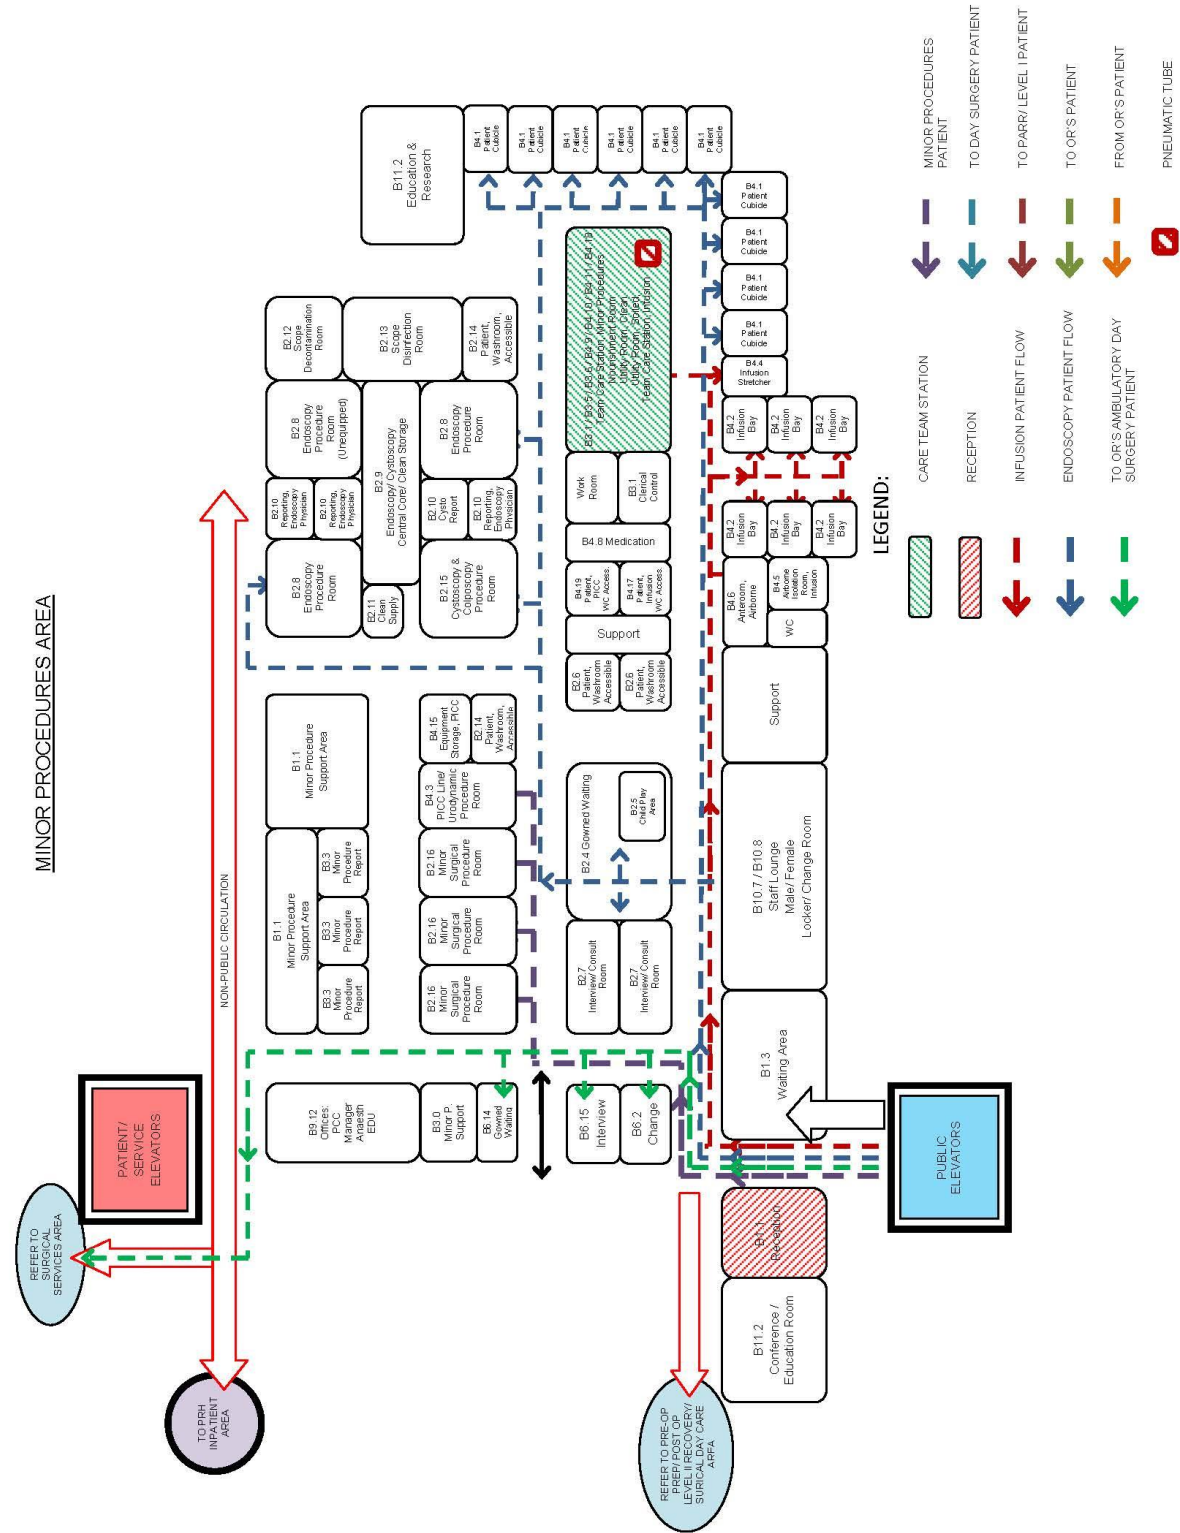 MINOR PROCEDURES AREA
REFER TO
SURGICAL
SERVICES AREA
PATIENT/
SERVICE
ELEVATORS
TO PRH
INPATIENT
AREA
NON-PUBLIC CIRCULATION
B9.12
Offices:
PCC
Manager
Anaesth
EDU
B3.0
Minor P.
Support
B6.14
Gowned
Waiting
B1.1
Minor Procedure
Support Area
B3.3
Minor
Procedure
Report
B3.3
Minor
Procedure
Report
B3.3
Minor
Procedure
Report
B1.1
Minor Procedure
Support Area
B2.16
Minor
Surgical
Procedure
Room
B2.16
Minor
Surgical
Procedure
Room
B2.16
Minor
Surgical
Procedure
Room
B4.3
PICC Line/
Urodynamic
Procedure
Room
B4.15
Equipment
Storage, PICC
B2.14
Patient,
Washroom,
Accessible
B2.8
Endoscopy
Procedure
Room
B2.10
Reporting,
Endoscopy
Physician
B2.10
Reporting,
Endoscopy
Physician
B2.8
Endoscopy
Procedure
Room
(Unequipped)
B2.12
Scope
Decontamination
Room
B2.13
Scope
Disinfection
Room
B2.14
Patient,
Washroom,
Accessible
B2.11
Clean
Supply
B2.9
Endoscopy/ Cystoscopy
Central Core/ Clean Storage
B2.15
Cystoscopy &
Colposcopy
Procedure
Room
B2.10
Cysto
Report
B2.10
Reporting,
Endoscopy
Physician
B2.8
Endoscopy
Procedure
Room
B11.2
Education &
Research
B4.1
Patient
Cubicle
B4.1
Patient
Cubicle
B4.1
Patient
Cubicle
B4.1
Patient
Cubicle
B4.1
Patient
Cubicle
B4.1
Patient
Cubicle
B6.15
Interview
B6.2
Change
B2.7
Interview/ Consult
Room
B2.7
Interview/ Consult
Room
B2.4 Gowned Waiting
B2.5
Child Play
Area
B2.6
Patient,
Washroom
Accessible
B2.6
Patient,
Washroom
Accessible
Support
B4.19
Patient,
PICC
WC Access.
B4.17
Patient,
Infusion
WC Access.
B4.8 Medication
Work
Room
B3.1
Clerical
Control
B3.1 / B3.5 / B3.6 / B4.9 / B4.10 / B4.11 / B4.13
Team Care Station, Minor Procedures
Nourishment Room
Utility Room, Clean
Utility Room, Soiled,
Team Care Station, Infusion
REFER TO PRE-OP
PREP/ POST OP
LEVEL II RECOVERY/
SURICAL DAY CARE
AREA
B11.2
Conference /
Education Room
B1.1
Reception
B1.3
Waiting Area
B10.7 / B10.8
Staff Lounge
Male/ Female
Locker/ Change Room
Support
B4.6
Anteroom,
Airborne
WC
B4.5
Airborne
Isolation
Room,
Infusion
B4.2
Infusion
Bay
B4.2
Infusion
Bay
B4.2
Infusion
Bay
B4.2
Infusion
Bay
B4.2
Infusion
Bay
B4.2
Infusion
Bay
B4.4
Infusion
Stretcher
B4.1
Patient
Cubicle
B4.1
Patient
Cubicle
B4.1
Patient
Cubicle
B4.1
Patient
Cubicle
PUBLIC
ELEVATORS
LEGEND:
CARE TEAM STATION
RECEPTION
INFUSION PATIENT FLOW
ENDOSCOPY PATIENT FLOW
TO OR'S AMBULATORY DAY
SURGERY PATIENT
MINOR PROCEDURES
PATIENT
TO DAY SURGERY PATIENT
TO PARR/ LEVEL I PATIENT
TO OR'S PATIENT
FROM OR'S PATIENT
PNEUMATIC TUBE